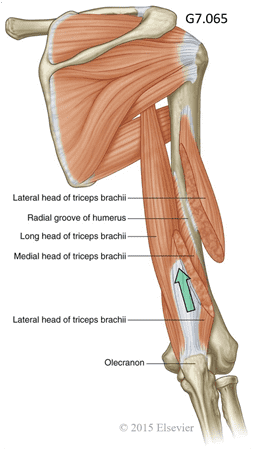 G7.065
Lateral head of triceps brachii
Radial groove of humerus
Long head of triceps brachii
Medial head of triceps brachii
Lateral head of triceps brachii
Olecranon
© 2015 Elsevier